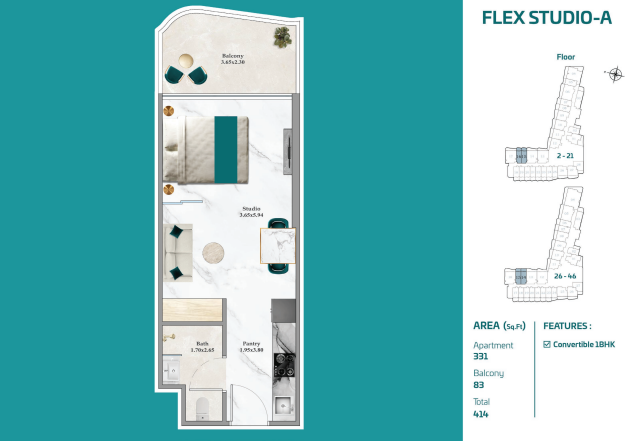 FLEX STUDIO-A
Balcony
3.65x2.30
Studio
3.65x5.94
Bath
1.70x2.65
Pantry
1.95x3.80
Floor
2 - 21
26 - 46
AREA (Sq.Ft)
Apartment
331
Balcony
83
Total
414
FEATURES :
☑ Convertible 1BHK